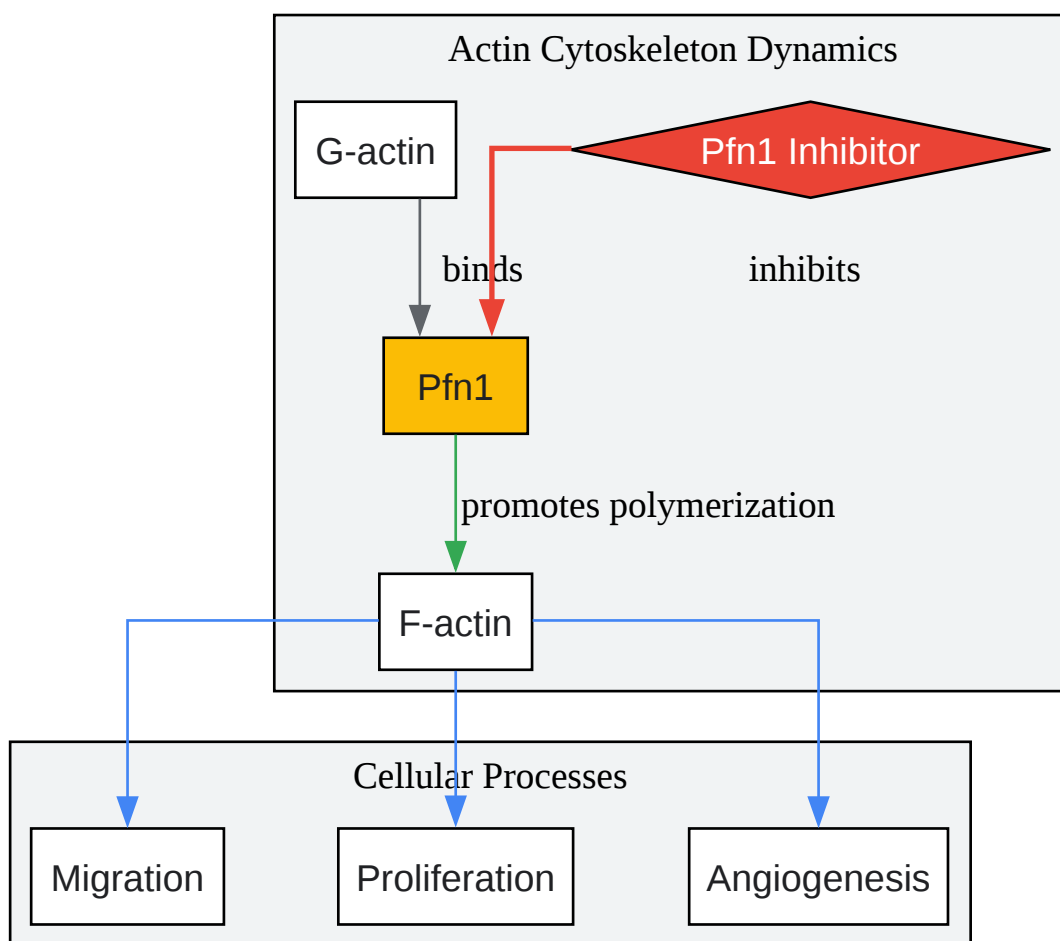 Actin Cytoskeleton Dynamics
G-actin
Pfn1 Inhibitor
binds
inhibits
Pfn1
promotes polymerization
F-actin
Cellular Processes
Migration
Proliferation
Angiogenesis